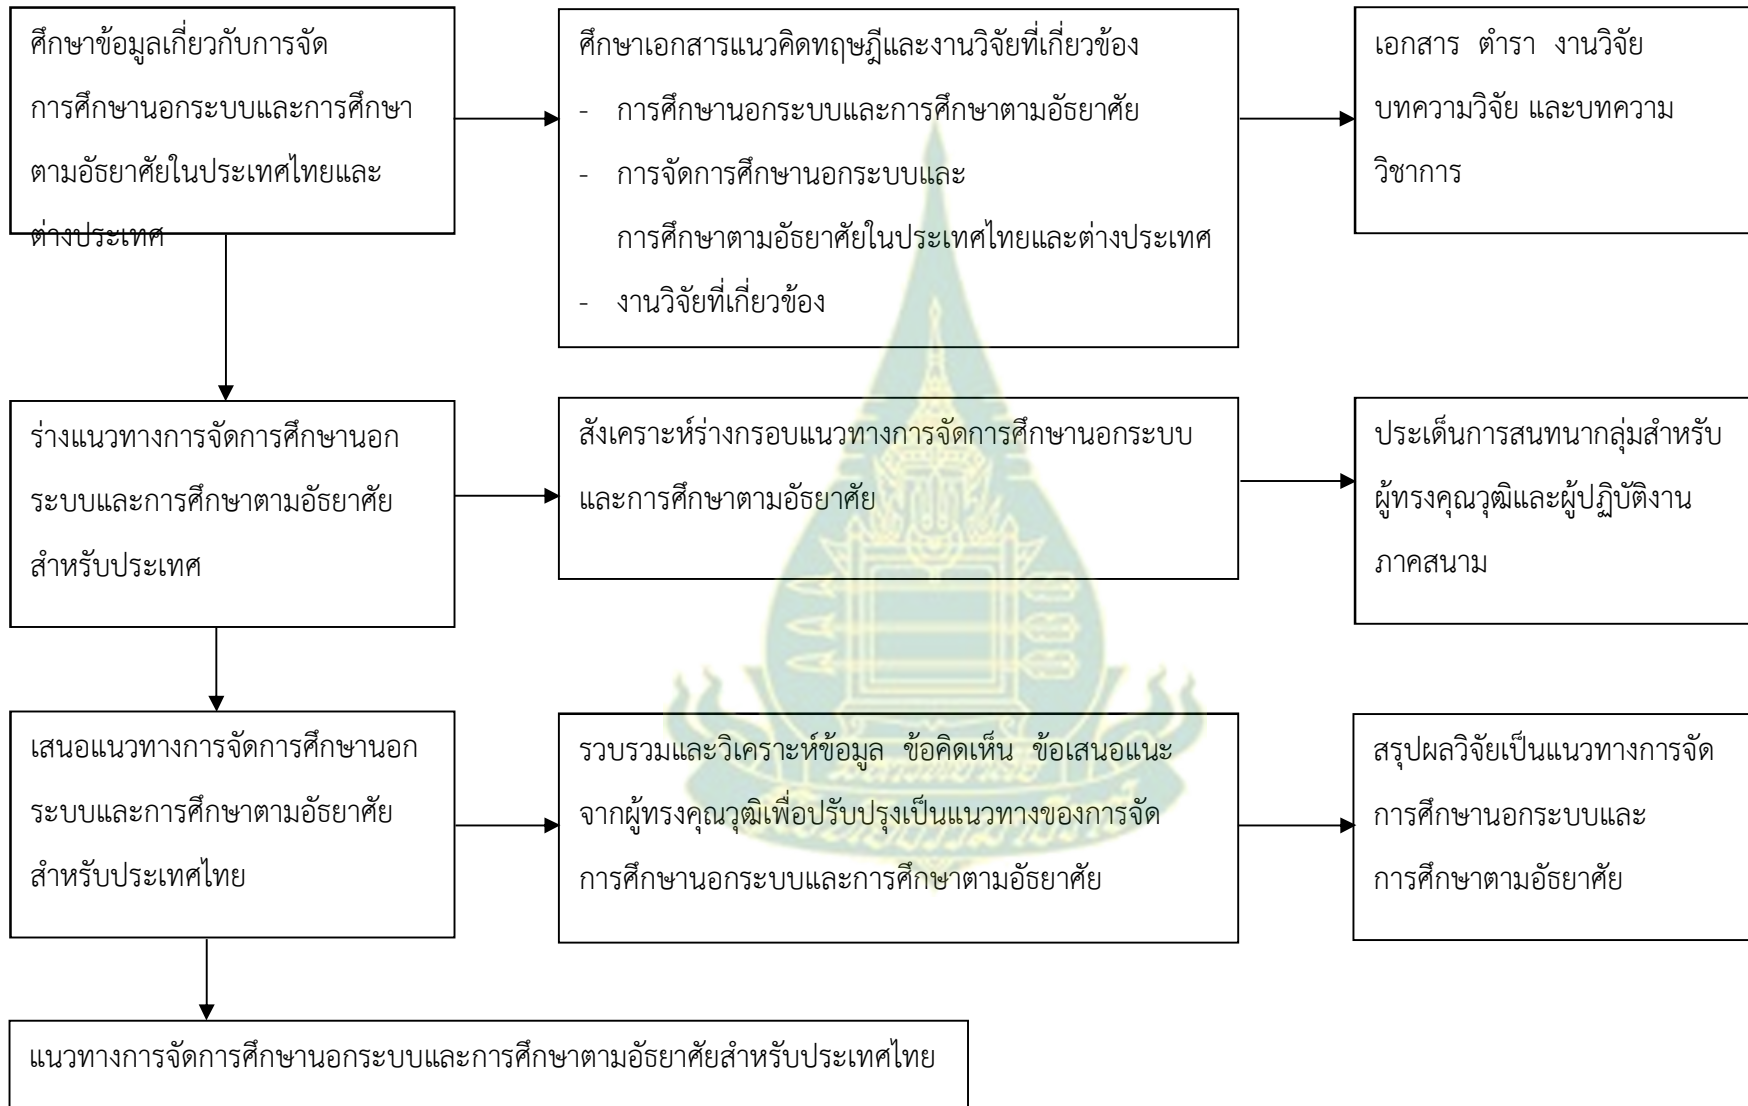 ศึกษาข้อมูลเกี่ยวกับการจัด
การศึกษานอกระบบและการศึกษา
ตามอัธยาศัยในประเทศไทยและ
ต่างประเทศ
ศึกษาเอกสารแนวคิดทฤษฎีและงานวิจัยที่เกี่ยวข้อง
- การศึกษานอกระบบและการศึกษาตามอัธยาศัย
- การจัดการศึกษานอกระบบและ
การศึกษาตามอัธยาศัยในประเทศไทยและต่างประเทศ
- งานวิจัยที่เกี่ยวข้อง
เอกสาร ตำรา งานวิจัย
บทความวิจัย และบทความ
วิชาการ
ร่างแนวทางการจัดการศึกษานอก
ระบบและการศึกษาตามอัธยาศัย
สำหรับประเทศ
สังเคราะห์ร่างกรอบแนวทางการจัดการศึกษานอกระบบ
และการศึกษาตามอัธยาศัย
ประเด็นการสนทนากลุ่มสำหรับ
ผู้ทรงคุณวุฒิและผู้ปฏิบัติงาน
ภาคสนาม
เสนอแนวทางการจัดการศึกษานอก
ระบบและการศึกษาตามอัธยาศัย
สำหรับประเทศไทย
รวบรวมและวิเคราะห์ข้อมูล ข้อคิดเห็น ข้อเสนอแนะ
จากผู้ทรงคุณวุฒิเพื่อปรับปรุงเป็นแนวทางของการจัด
การศึกษานอกระบบและการศึกษาตามอัธยาศัย
สรุปผลวิจัยเป็นแนวทางการจัด
การศึกษานอกระบบและ
การศึกษาตามอัธยาศัย
แนวทางการจัดการศึกษานอกระบบและการศึกษาตามอัธยาศัยสำหรับประเทศไทย